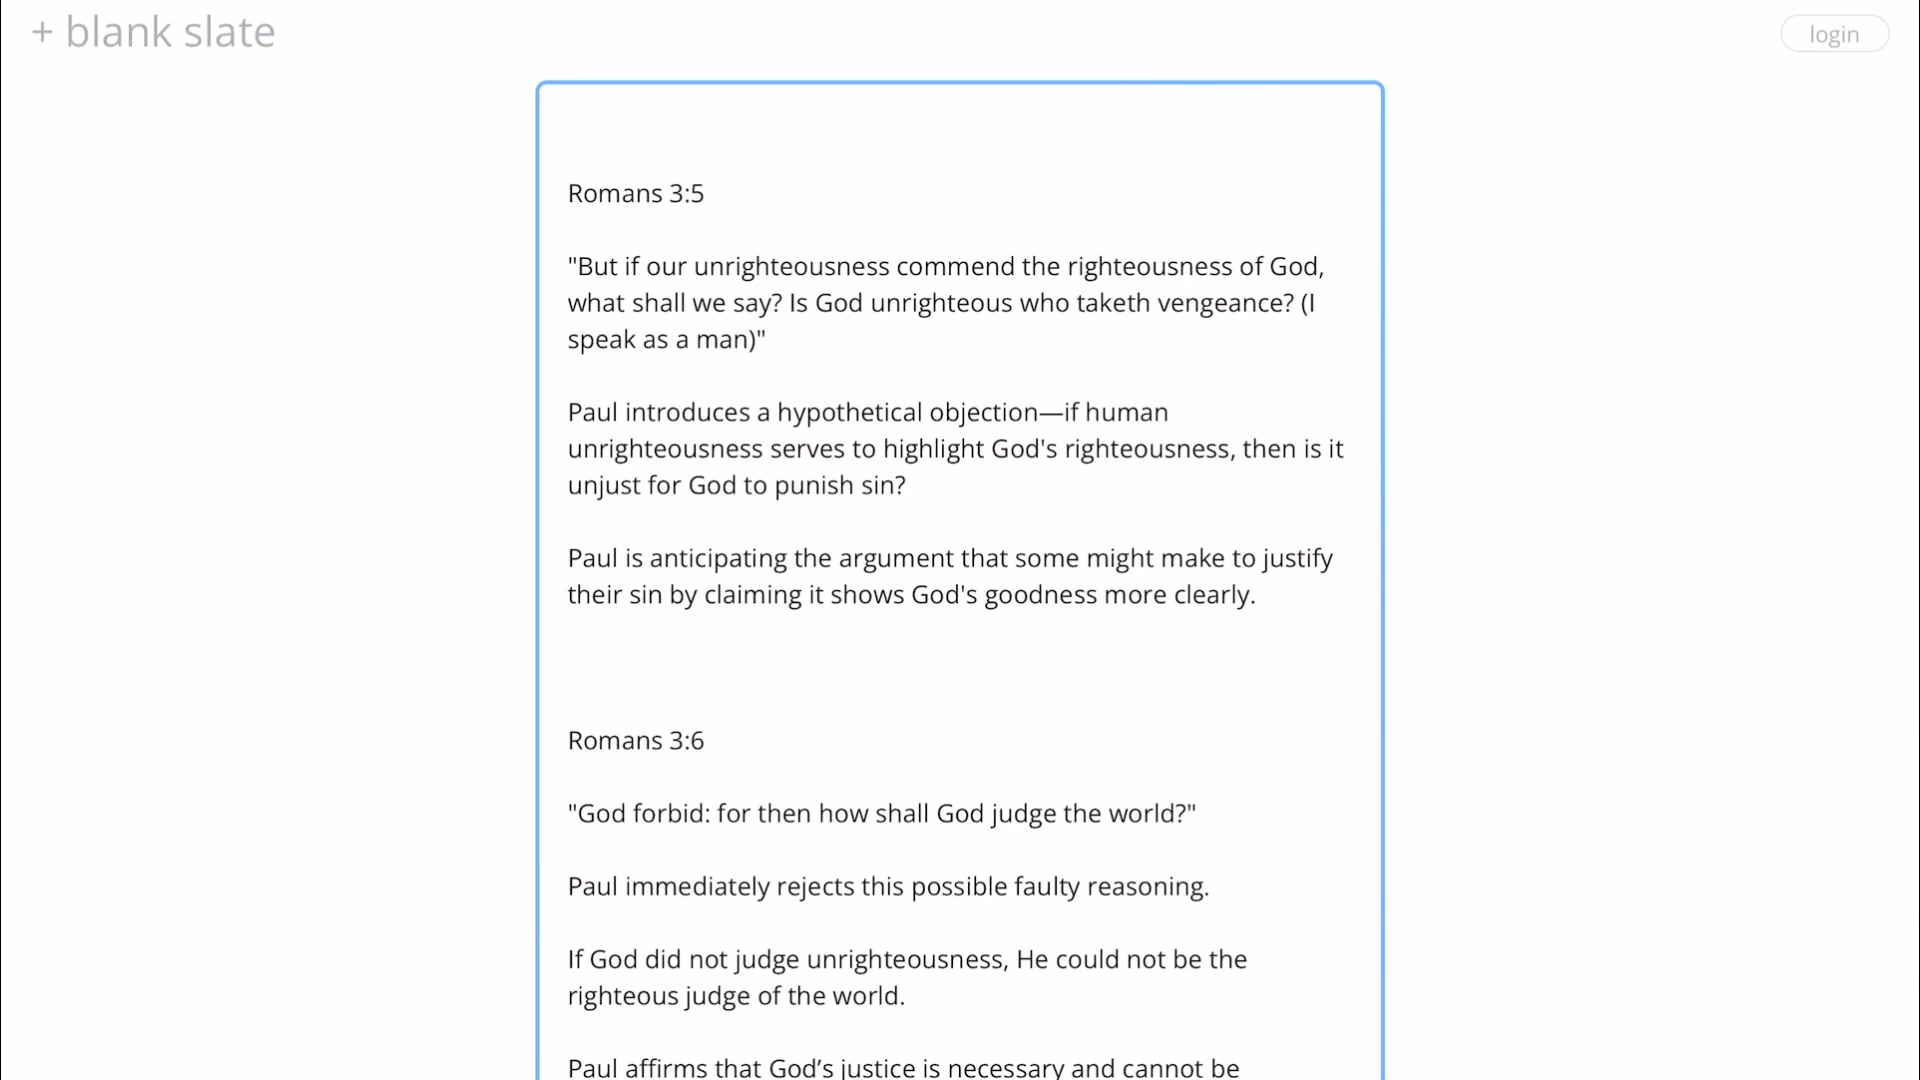 + blank slate
login
Romans 3:5
"But if our unrighteousness commend the righteousness of God,
what shall we say? Is God unrighteous who taketh vengeance? (I
speak as a man)"
Paul introduces a hypothetical objection—if human
unrighteousness serves to highlight God's righteousness, then is it
unjust for God to punish sin?
Paul is anticipating the argument that some might make to justify
their sin by claiming it shows God's goodness more clearly.
Romans 3:6
"God forbid: for then how shall God judge the world?"
Paul immediately rejects this possible faulty reasoning.
If God did not judge unrighteousness, He could not be the
righteous judge of the world.
Paul affirms that God’s justice is necessary and cannot be